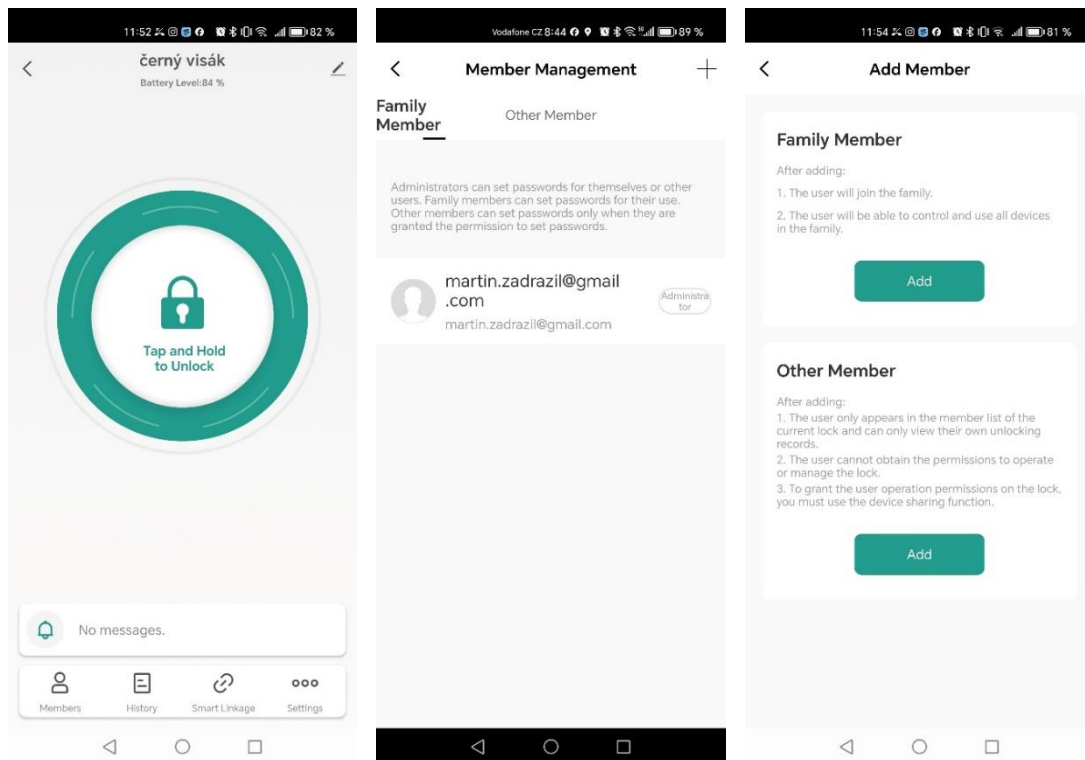 11:52 82 %
černý visák
Battery Level:84 %
Tap and Hold
to Unlock
No messages.
Members History Smart Linkage Settings
Vodafone CZ 8:44 89 %
Member Management
Family
Member
Other Member
Administrators can set passwords for themselves or other
users. Family members can set passwords for their use.
Other members can set passwords only when they are
granted the permission to set passwords.
martin.zadrazil@gmail
.com
martin.zadrazil@gmail.com
Administra
tor
11:54 81 %
Add Member
Family Member
After adding:
1. The user will join the family.
2. The user will be able to control and use all devices
in the family.
Add
Other Member
After adding:
1. The user only appears in the member list of the
current lock and can only view their own unlocking
records.
2. The user cannot obtain the permissions to operate
or manage the lock.
3. To grant the user operation permissions on the lock,
you must use the device sharing function.
Add